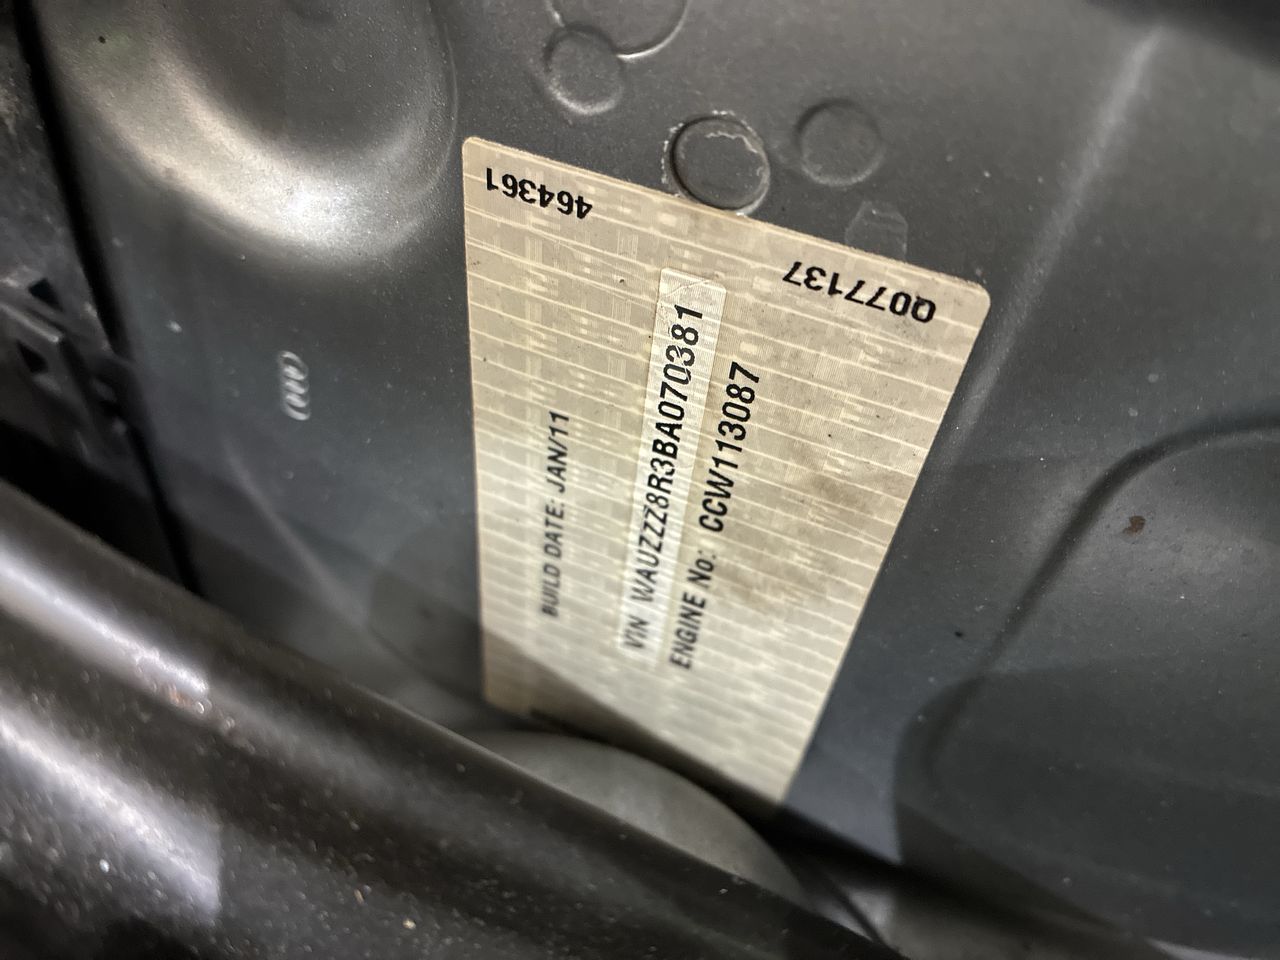 464361
Q077137
BUILD DATE: JAN/11
VIN WAUZZZ8R3BA070381
ENGINE No: CCW113087